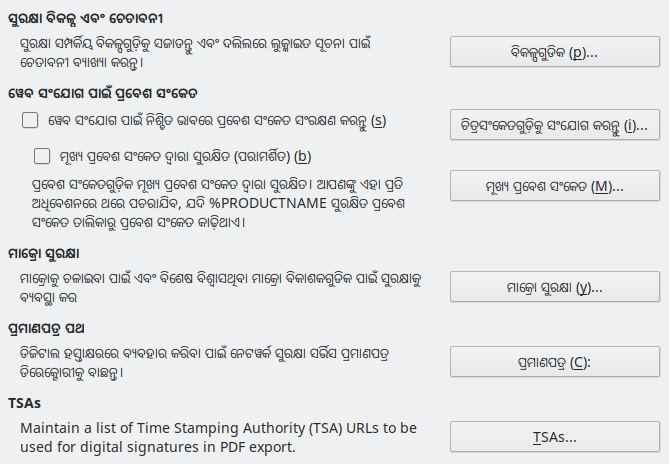 ସୁରକ୍ଷା ବିକଳ୍ପ ଏବଂ ଚେତାବନୀ
ସୁରକ୍ଷା ସମ୍ପର୍କିୟ ବିକଳ୍ପଗୁଡ଼ିକୁ ସଜାଡନ୍ତୁ ଏବଂ ଦଲିଲରେ ଲୁକ୍କାଇତ ସୂଚନା ପାଇଁ
ଚେତାବନୀ ବ୍ୟାଖ୍ୟା କରନ୍ତୁ।
ବିକଳ୍ପଗୁଡିକ (p)...
ୱେବ ସଂଯୋଗ ପାଇଁ ପ୍ରବେଶ ସଂକେତ
ୱେବ ସଂଯୋଗ ପାଇଁ ନିଶ୍ଚିତ ଭାବରେ ପ୍ରବେଶ ସଂକେତ ସଂରକ୍ଷଣ କରନ୍ତୁ (s)
ଚିତ୍ରସଂକେତଗୁଡ଼ିକୁ ସଂଯୋଗ କରନ୍ତୁ (i)...
ମୂଖ୍ୟ ପ୍ରବେଶ ସଂକେତ ଦ୍ୱାରା ସୁରକ୍ଷିତ (ପରାମର୍ଶିତ) (b)
ପ୍ରବେଶ ସଂକେତଗୁଡ଼ିକ ମୂଖ୍ୟ ପ୍ରବେଶ ସଂକେତ ଦ୍ୱାରା ସୁରକ୍ଷିତ। ଆପଣଙ୍କୁ ଏହା ପ୍ରତି
ଅଧିବେଶନରେ ଥରେ ପଚରାଯିବ, ଯଦି %PRODUCTNAME ସୁରକ୍ଷିତ ପ୍ରବେଶ
ସଂକେତ ତାଲିକାରୁ ପ୍ରବେଶ ସଂକେତ କାଢ଼ିଥାଏ।
ମୂଖ୍ୟ ପ୍ରବେଶ ସଂକେତ (M)...
ମାକ୍ରୋ ସୁରକ୍ଷା
ମାକ୍ରୋକୁ ଚଳାଇବା ପାଇଁ ଏବଂ ବିଶେଷ ବିଶ୍ୱାସଥିବା ମାକ୍ରୋ ବିକାଶକଗୁଡିକ ପାଇଁ ସୁରକ୍ଷାକୁ
ବ୍ୟବସ୍ଥା କର
ମାକ୍ରୋ ସୁରକ୍ଷା (y)...
ପ୍ରମାଣପତ୍ର ପଥ
ଡିଜିଟାଲ ହସ୍ତାକ୍ଷରରେ ବ୍ୟବହାର କରିବା ପାଇଁ ନେଟୱର୍କ ସୁରକ୍ଷା ସର୍ଭିସ ପ୍ରମାଣପତ୍ର
ଡିରେକ୍ଟୋରୀକୁ ବାଛନ୍ତୁ।
ପ୍ରମାଣପତ୍ର (C):
TSAs
Maintain a list of Time Stamping Authority (TSA) URLs to be
used for digital signatures in PDF export.
TSAs...